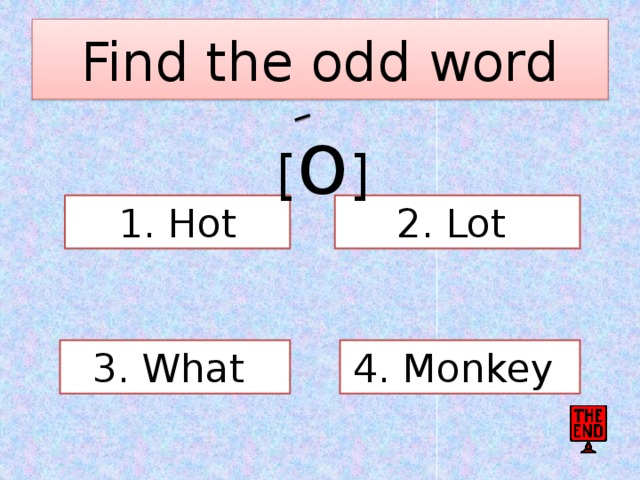 Find the odd word
[o]
1. Hot
2. Lot
3. What
4. Monkey
THE
END